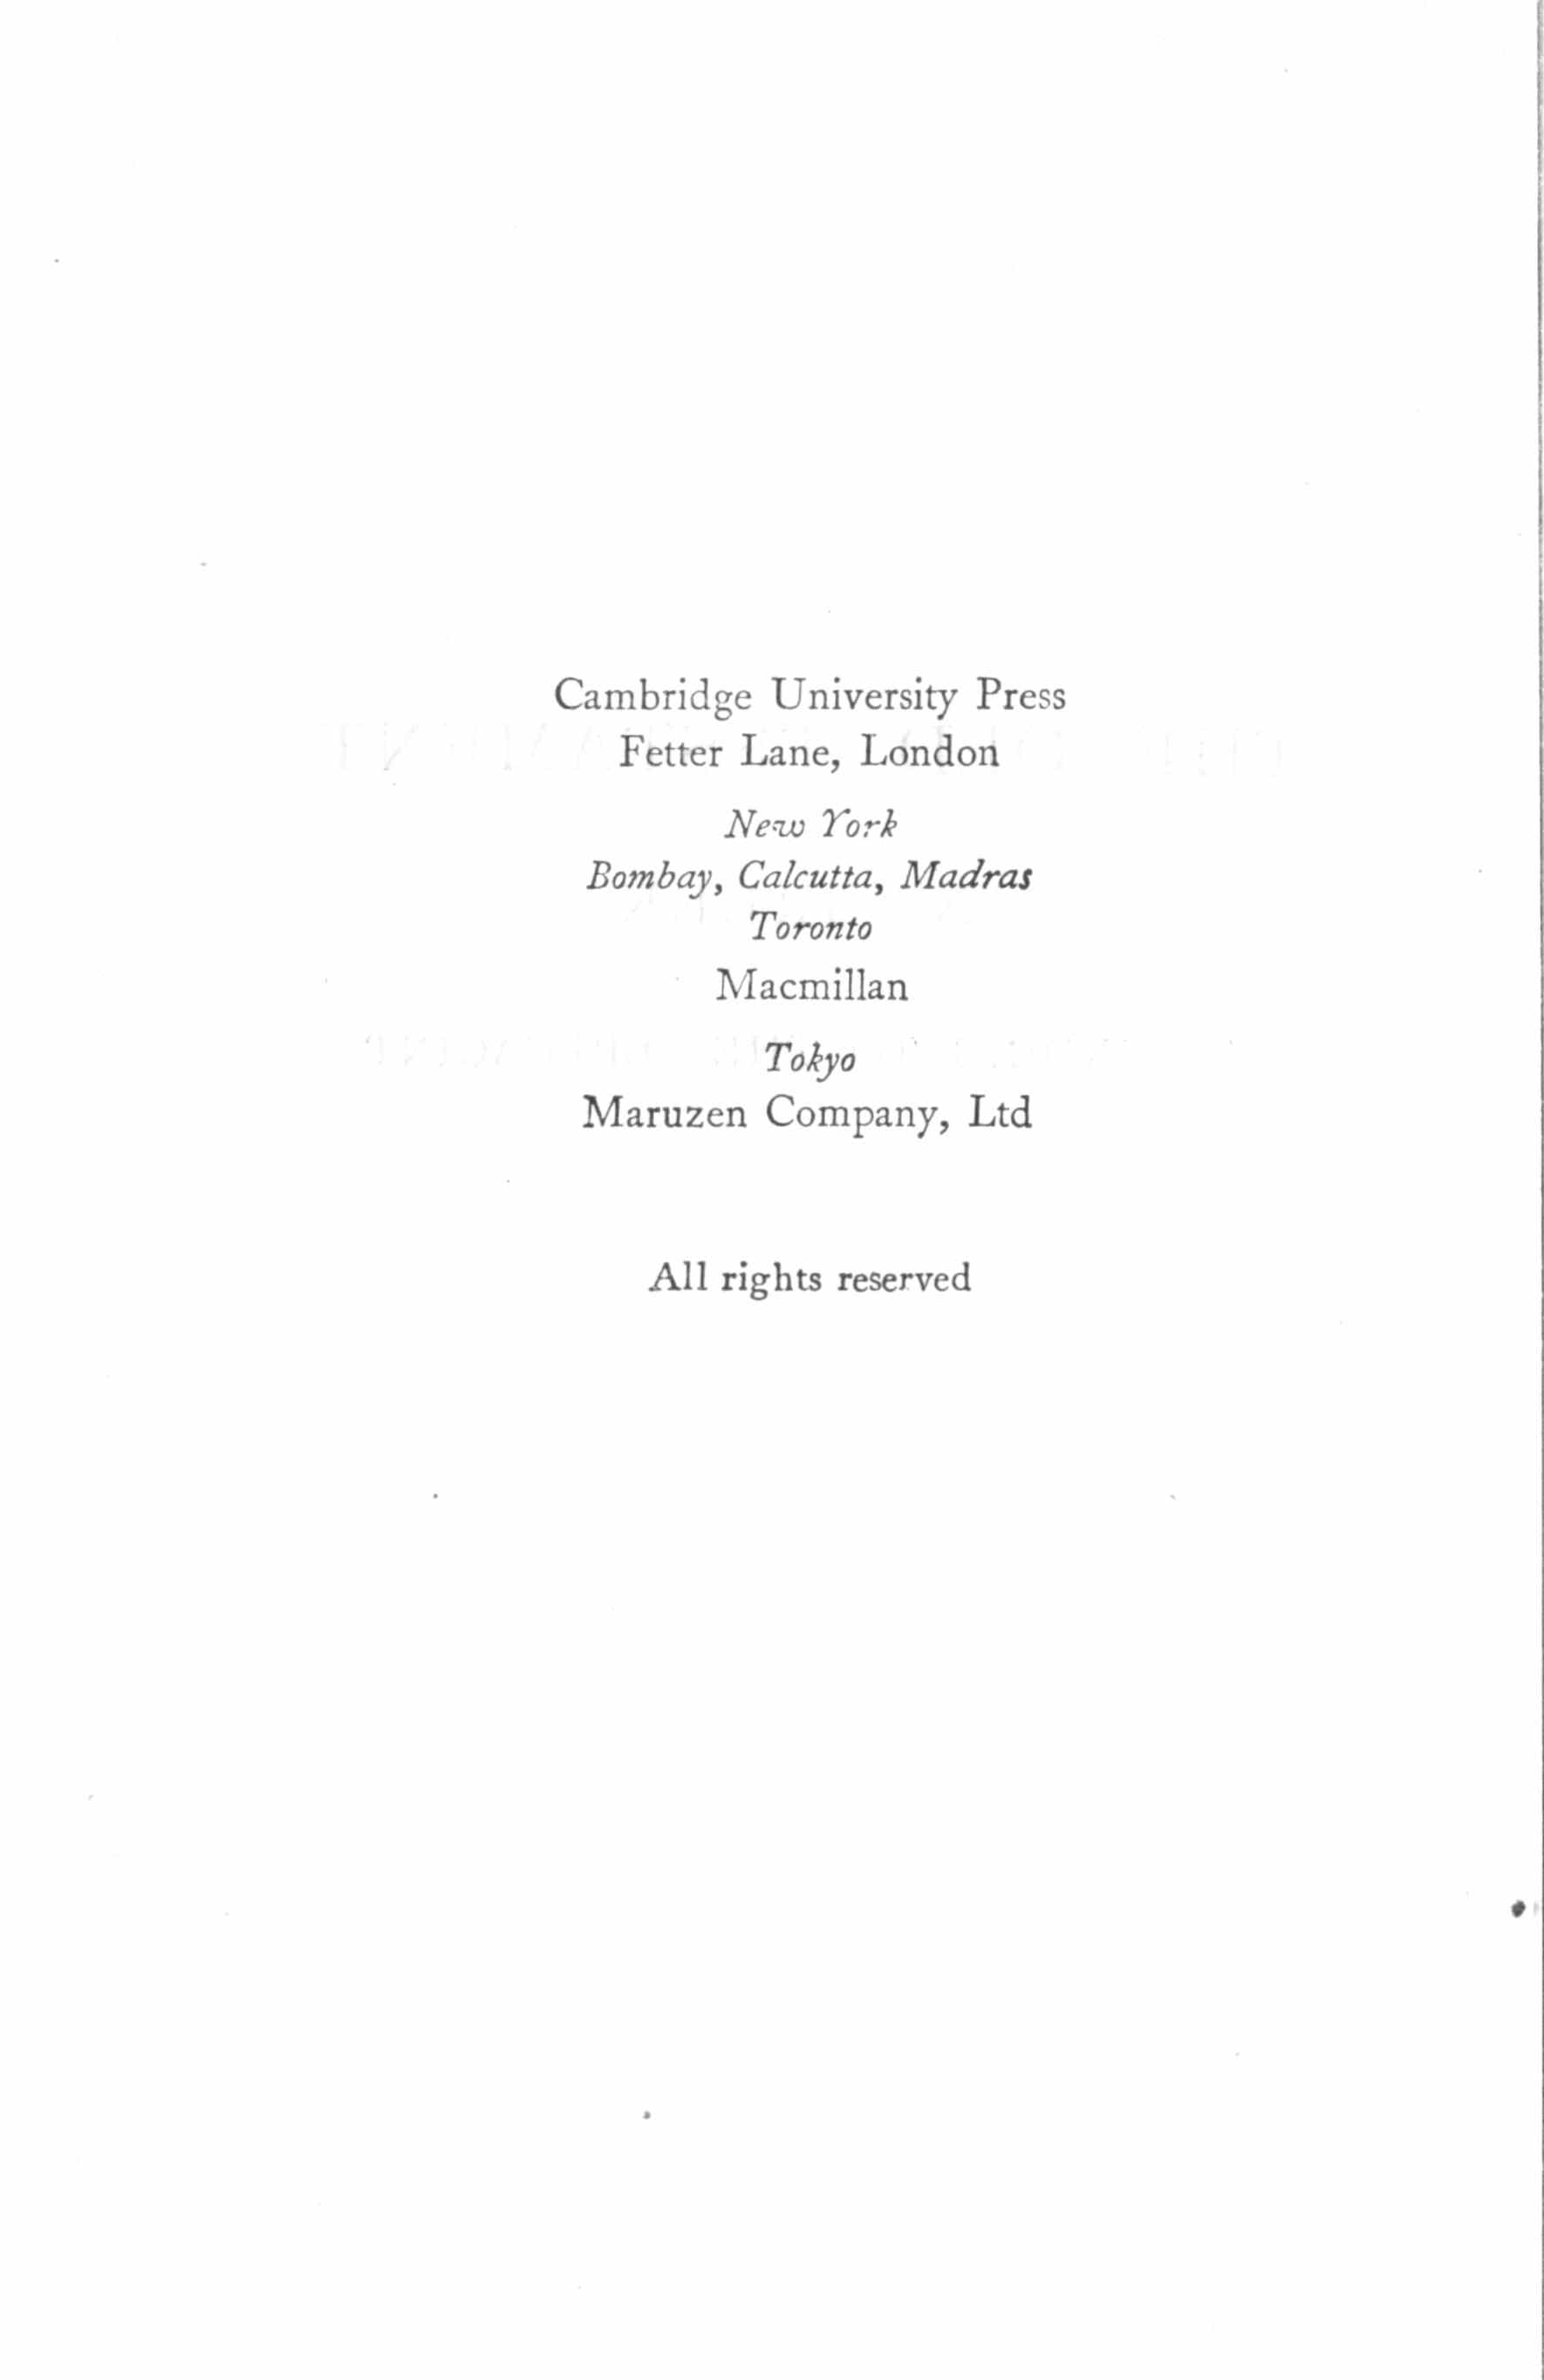 Cambridge University Press
Fetter Lane, London
New York
Bombay, Calcutta, Madras
Toronto
Macmillan
Tokyo
Maruzen Company, Ltd
All rights reserved